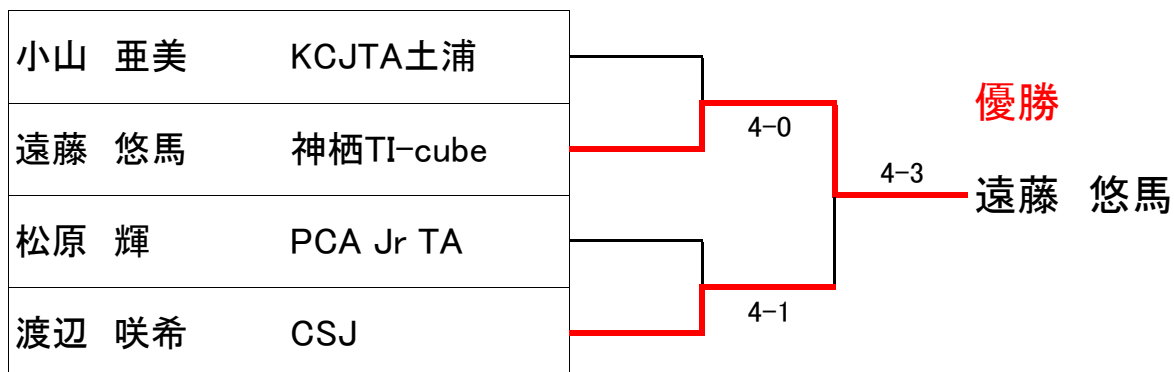 小山　亜美　KCJTA土浦
遠藤　悠馬　神栖TI-cube
松原　輝　PCA Jr TA
渡辺　咲希　CSJ
4-0
4-1
4-3
優勝
遠藤　悠馬